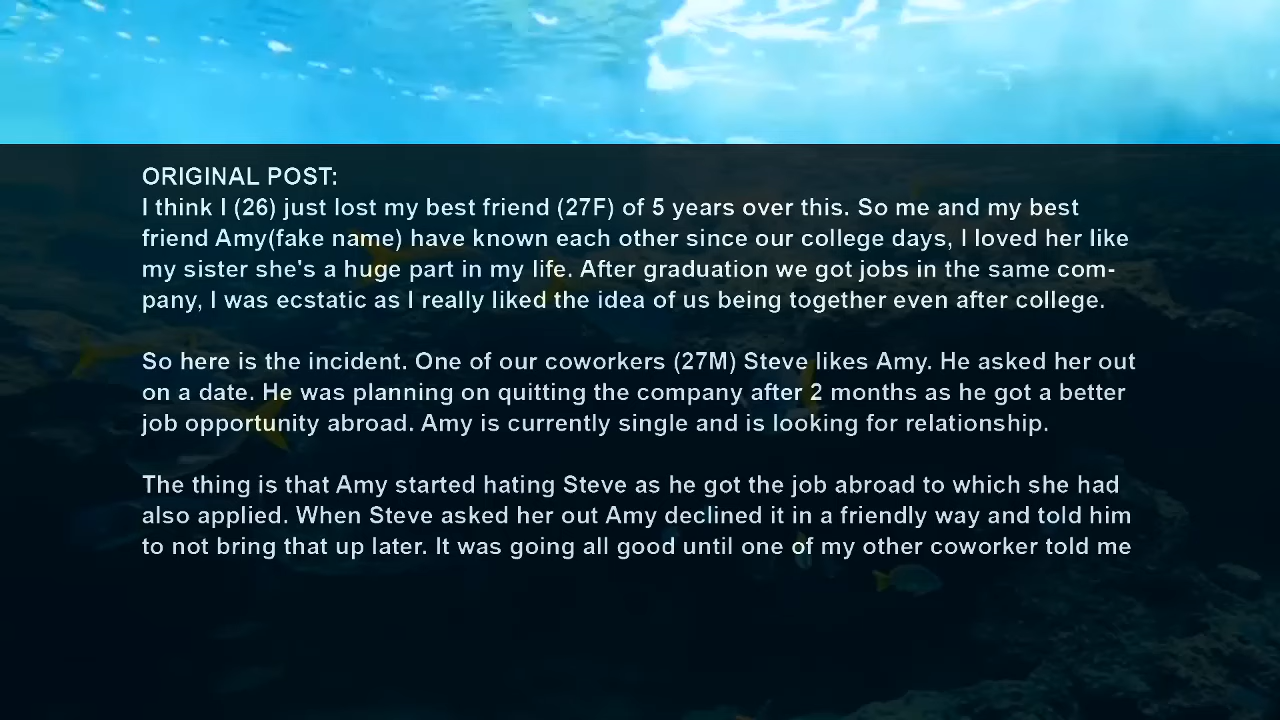 ORIGINAL POST:
I think I (26) just lost my best friend (27F) of 5 years over this. So me and my best
friend Amy(fake name) have known each other since our college days, I loved her like
my sister she's a huge part in my life. After graduation we got jobs in the same com-
pany, I was ecstatic as I really liked the idea of us being together even after college.
So here is the incident. One of our coworkers (27M) Steve likes Amy. He asked her out
on a date. He was planning on quitting the company after 2 months as he got a better
job opportunity abroad. Amy is currently single and is looking for relationship.
The thing is that Amy started hating Steve as he got the job abroad to which she had
also applied. When Steve asked her out Amy declined it in a friendly way and told him
to not bring that up later. It was going all good until one of my other coworker told me